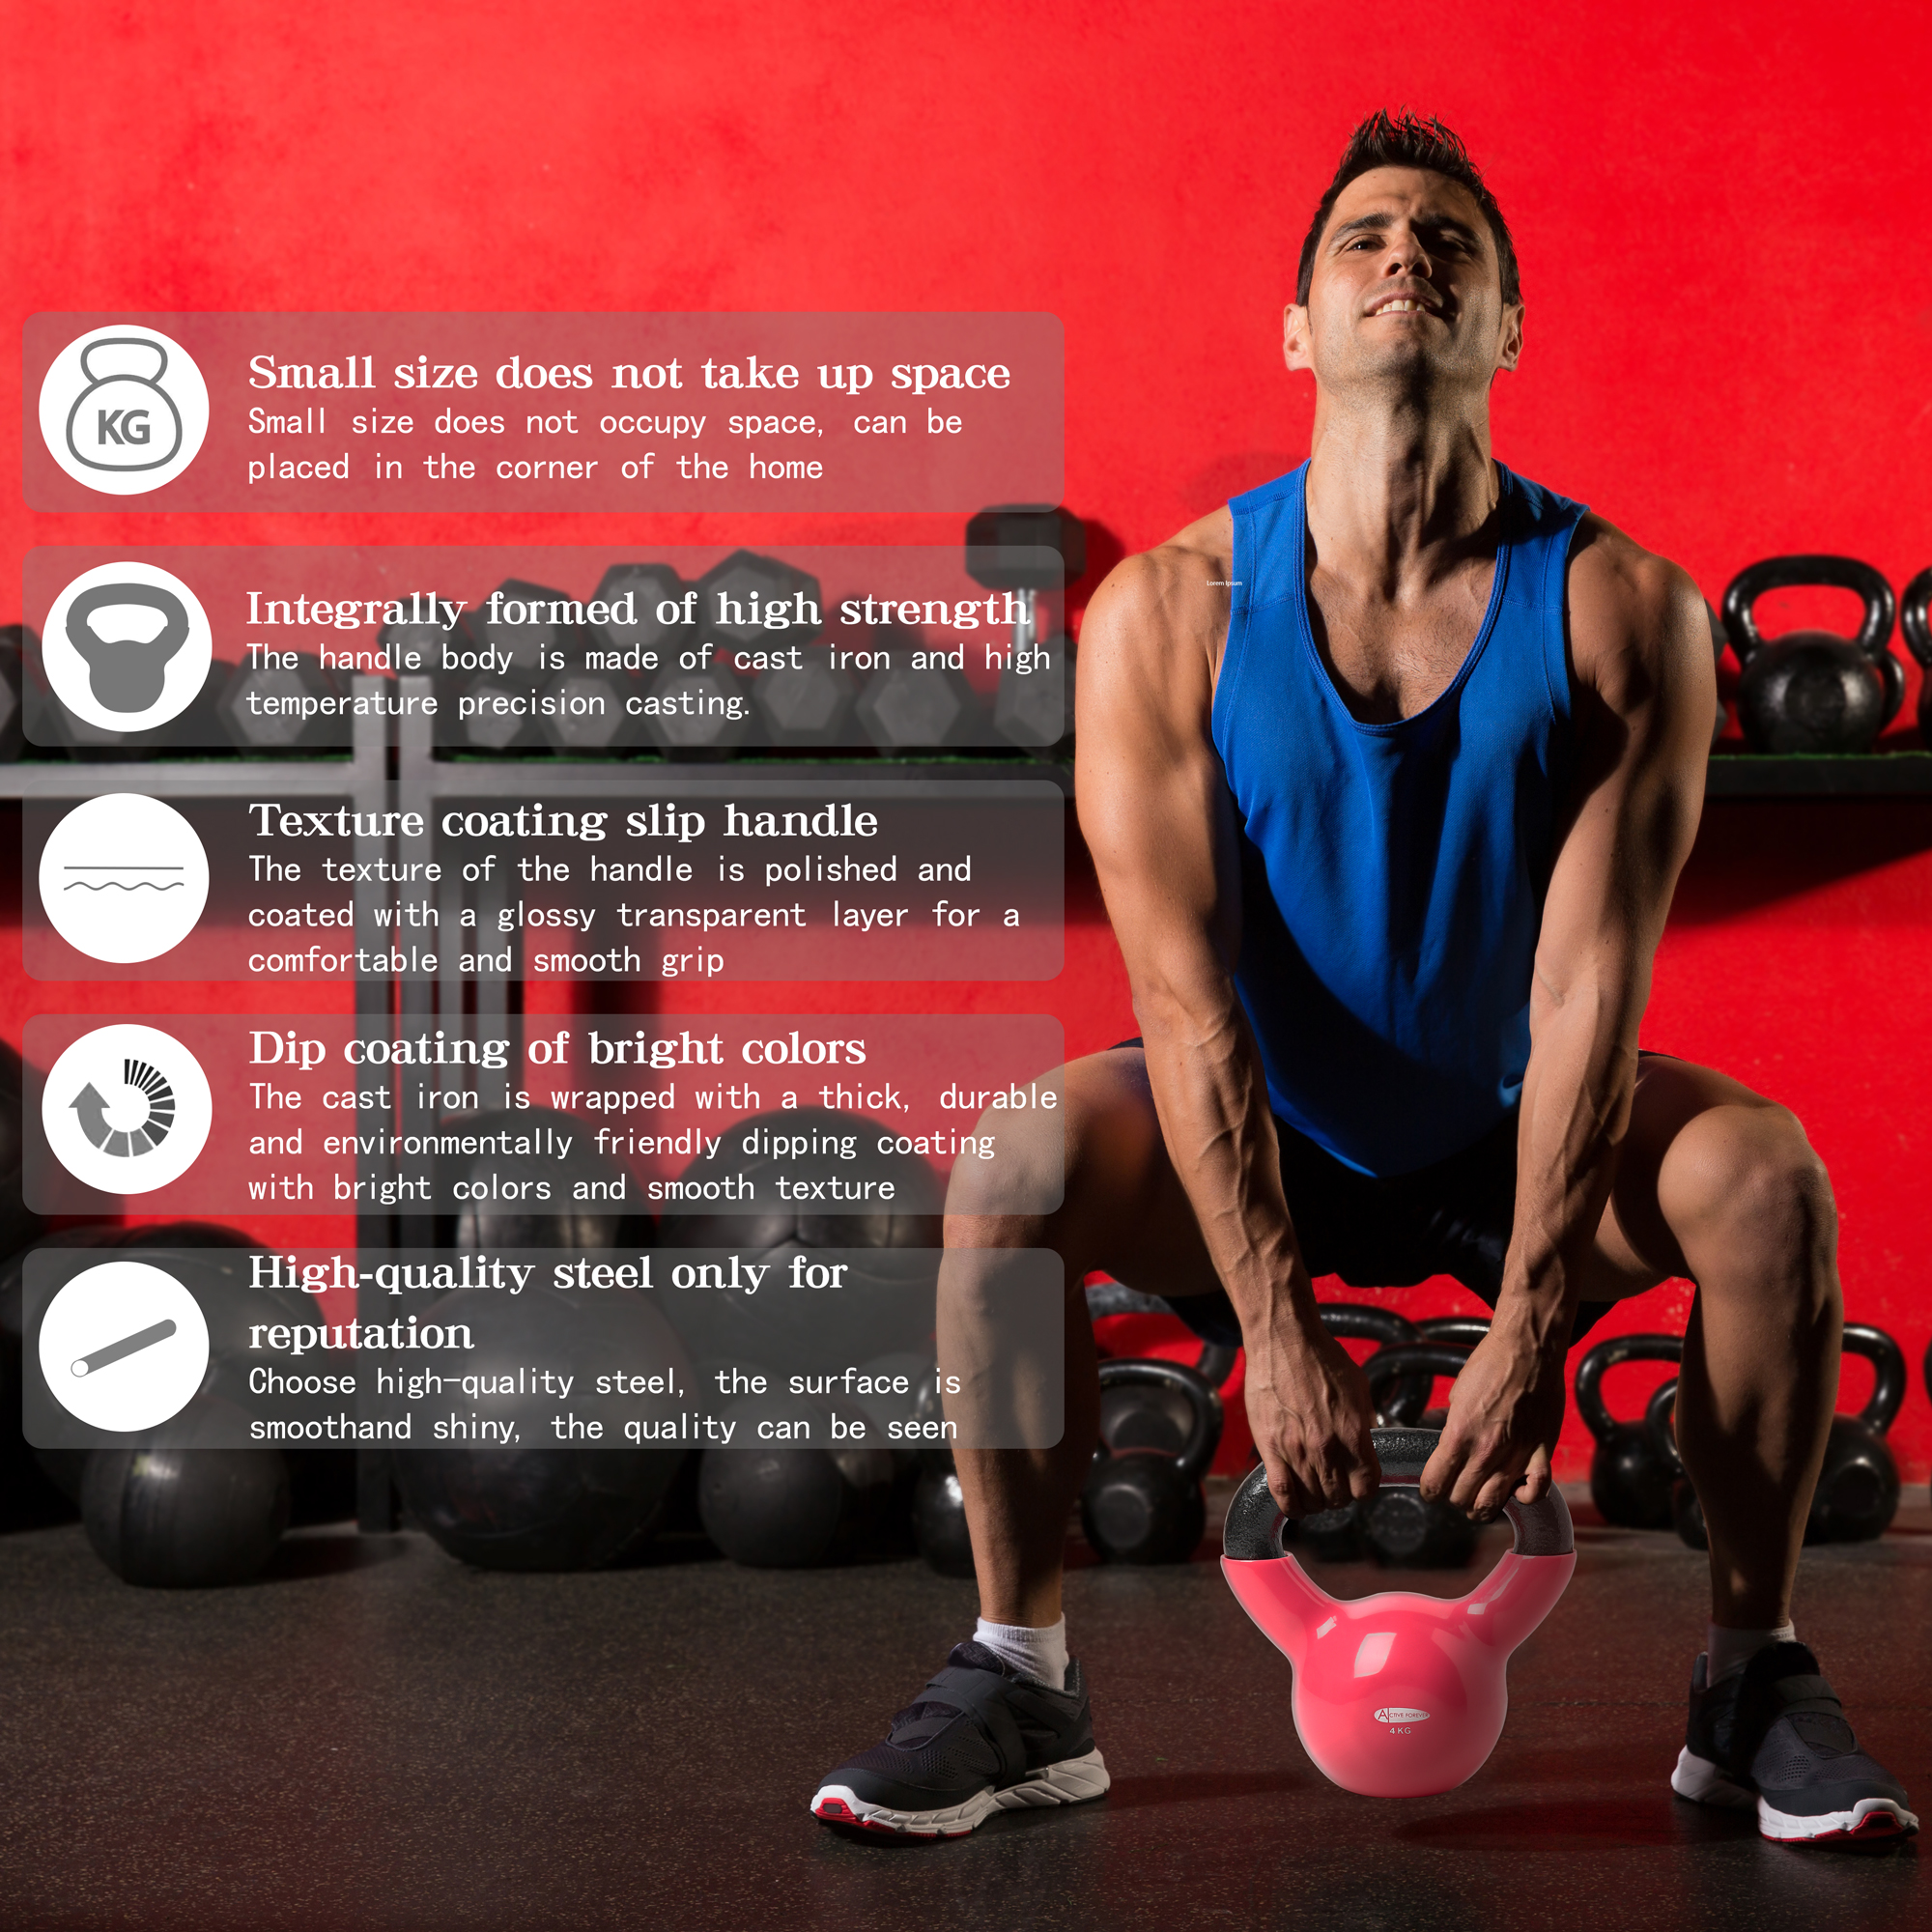 KG
Small size does not take up space
Small size does not occupy space, can be
placed in the corner of the home
Integrally formed of high strength
The handle body is made of cast iron and high
temperature precision casting.
Texture coating slip handle
The texture of the handle is polished and
coated with a glossy transparent layer for a
comfortable and smooth grip
Dip coating of bright colors
The cast iron is wrapped with a thick, durable
and environmentally friendly dipping coating
with bright colors and smooth texture
High-quality steel only for
reputation
Choose high-quality steel, the surface is
smoothand shiny, the quality can be seen
Lorem Ipsum
ACTIVE FOREVER
4 KG